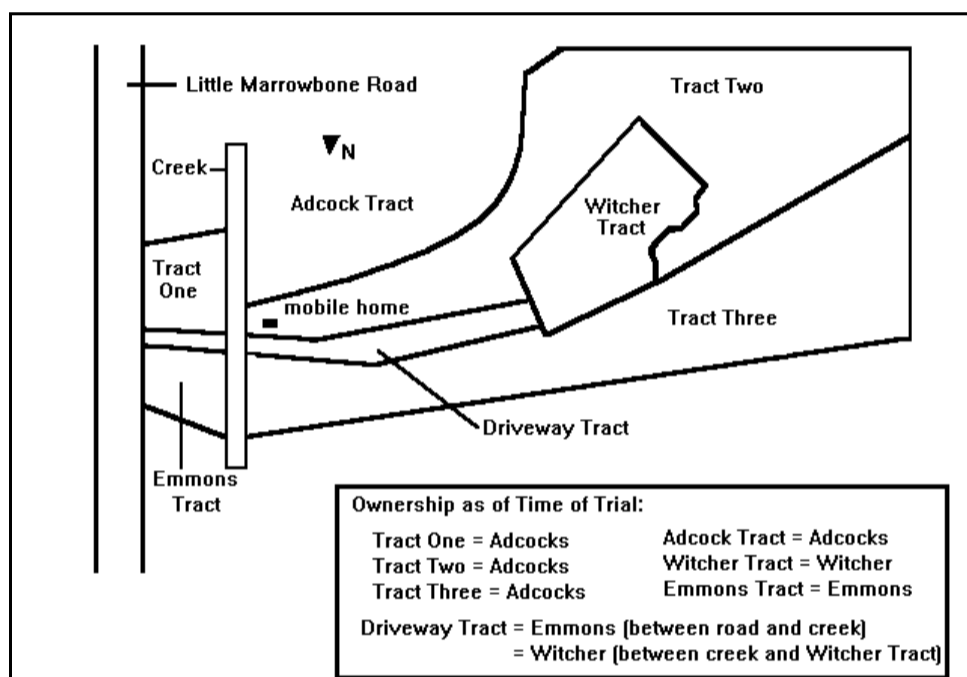 Little Marrowbone Road
Tract Two
N
Creek
Adcock Tract
Witcher
Tract
Tract
One
mobile home
Tract Three
Driveway Tract
Emmons
Tract
Ownership as of Time of Trial:
Tract One = Adcocks
Adcock Tract = Adcocks
Tract Two = Adcocks
Witcher Tract = Witcher
Tract Three = Adcocks
Emmons Tract = Emmons
Driveway Tract = Emmons (between road and creek)
= Witcher (between creek and Witcher Tract)